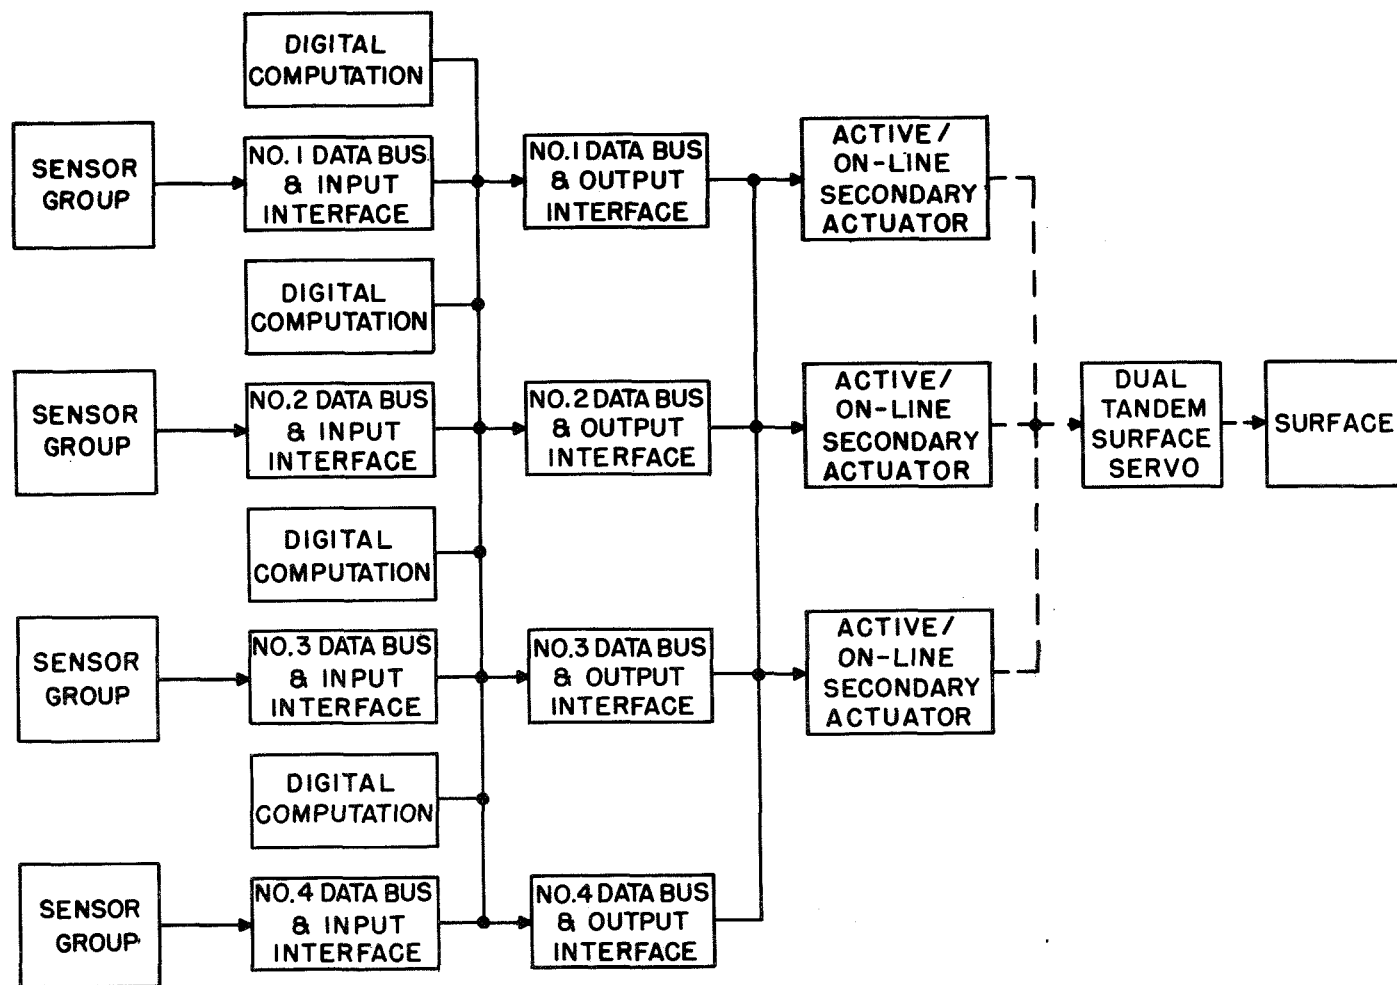 DIGITAL
COMPUTATION
SENSOR
GROUP
NO. 1 DATA BUS
& INPUT
INTERFACE
NO. 1 DATA BUS
& OUTPUT
INTERFACE
ACTIVE/
ON-LINE
SECONDARY
ACTUATOR
DIGITAL
COMPUTATION
SENSOR
GROUP
NO. 2 DATA BUS
& INPUT
INTERFACE
NO. 2 DATA BUS
& OUTPUT
INTERFACE
ACTIVE/
ON-LINE
SECONDARY
ACTUATOR
DUAL
TANDEM
SURFACE
SERVO
SURFACE
DIGITAL
COMPUTATION
SENSOR
GROUP
NO. 3 DATA BUS
& INPUT
INTERFACE
NO. 3 DATA BUS
& OUTPUT
INTERFACE
ACTIVE/
ON-LINE
SECONDARY
ACTUATOR
DIGITAL
COMPUTATION
SENSOR
GROUP
NO. 4 DATA BUS
& INPUT
INTERFACE
NO. 4 DATA BUS
& OUTPUT
INTERFACE